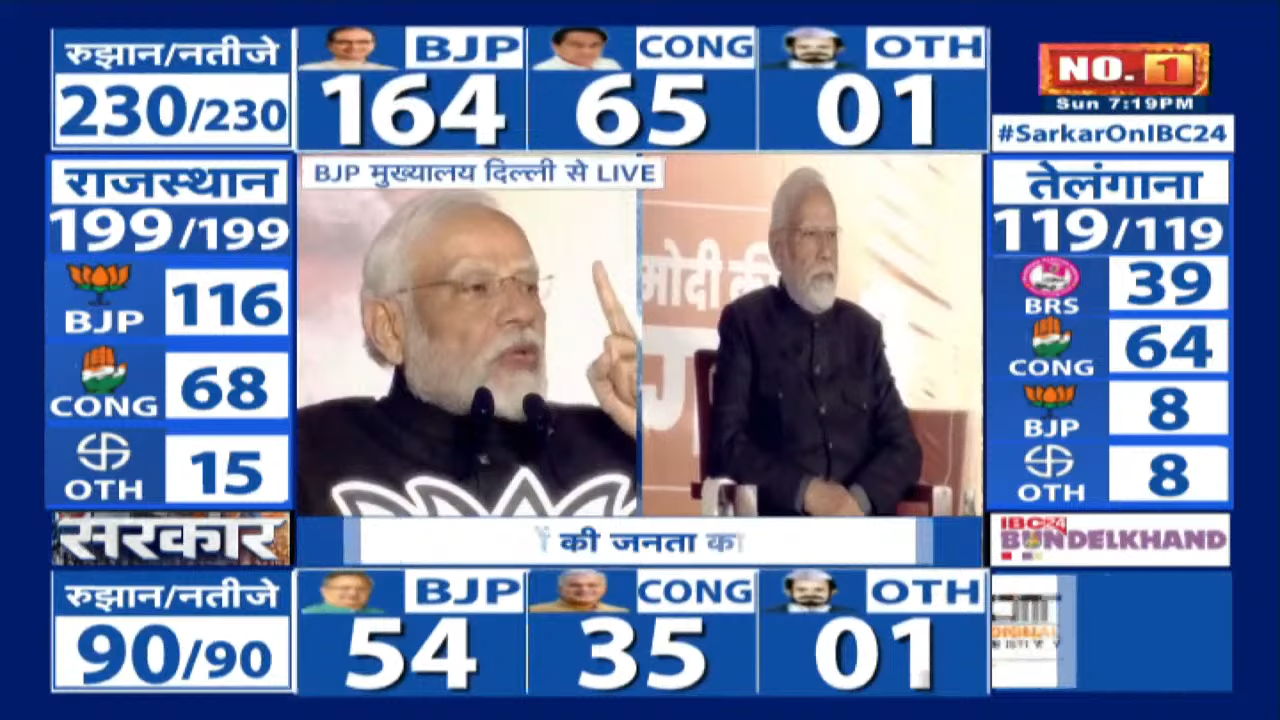 रुझान/नतीजे
230/230
BJP
164
CONG
65
OTH
01
NO. 1
Sun 7:19PM
#SarkarOnIBC24
राजस्थान
199/199
BJP
116
CONG
68
OTH
15
BJP मुख्यालय दिल्ली से LIVE
मोदी की
तेलंगाना
119/119
BRS
39
CONG
64
BJP
8
OTH
8
सरकार
की जनता का
IBC24
BUNDELKHAND
रुझान/नतीजे
90/90
BJP
54
CONG
35
OTH
01